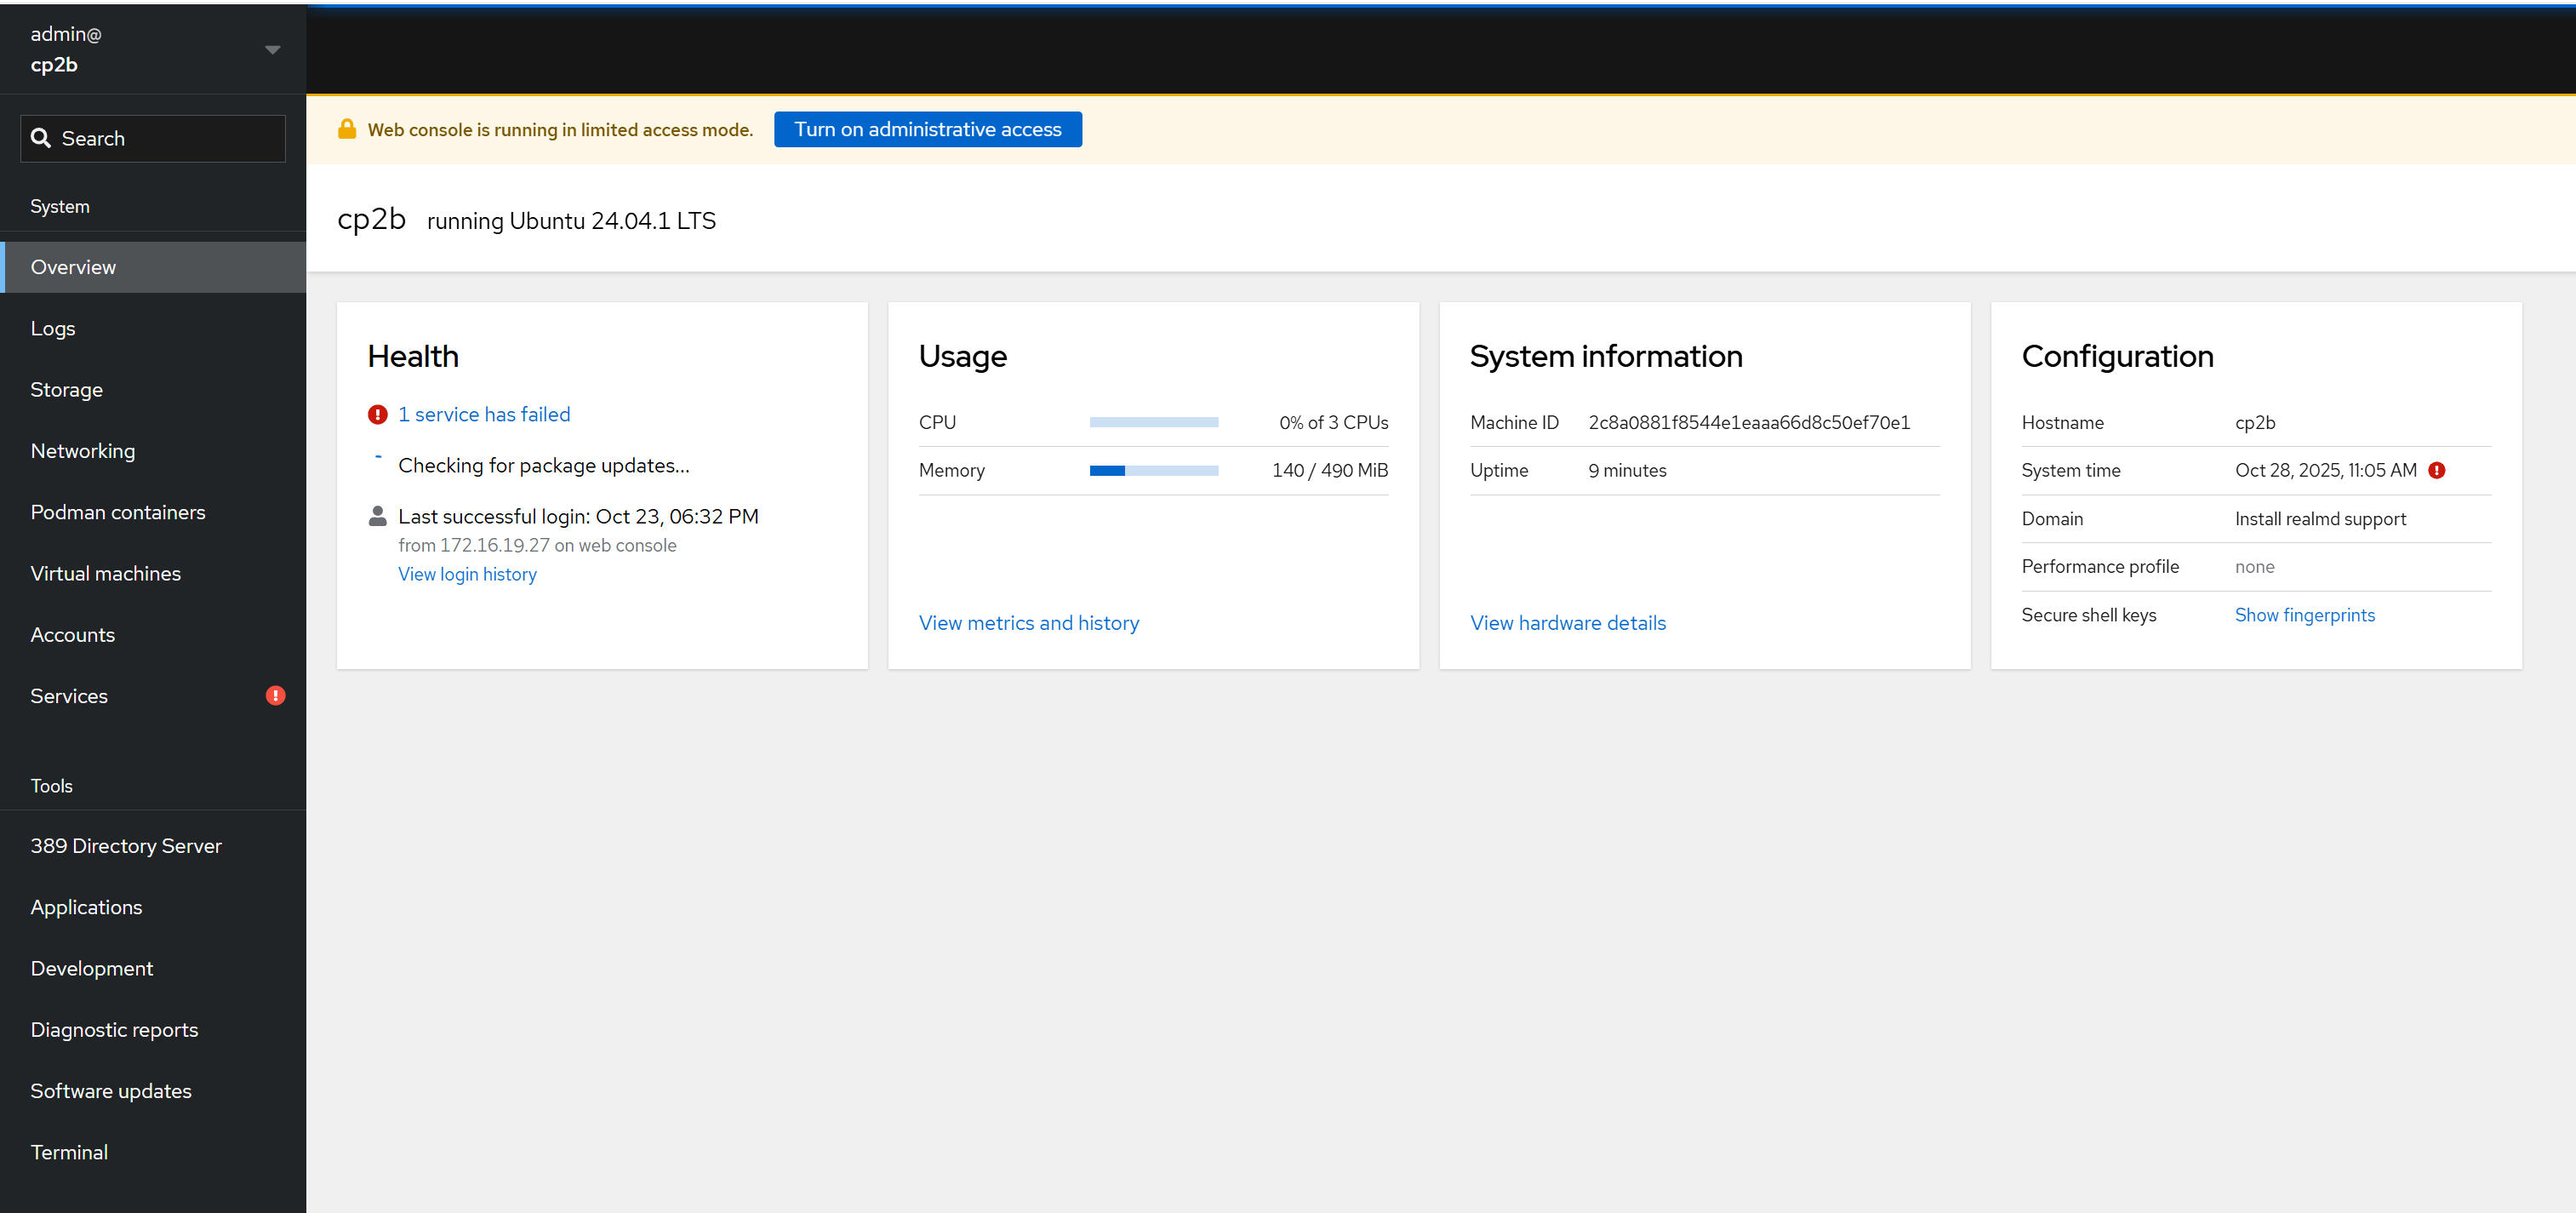 admin@
cp2b
Search
System
Overview
Logs
Storage
Networking
Podman containers
Virtual machines
Accounts
Services
Tools
389 Directory Server
Applications
Development
Diagnostic reports
Software updates
Terminal
Web console is running in limited access mode.
Turn on administrative access
cp2b running Ubuntu 24.04.1 LTS
Health
1 service has failed
Checking for package updates...
Last successful login: Oct 23, 06:32 PM
from 172.16.19.27 on web console
View login history
Usage
CPU 0% of 3 CPUs
Memory 140 / 490 MiB
View metrics and history
System information
Machine ID 2c8a0881f8544e1eaaa66d8c50ef70e1
Uptime 9 minutes
View hardware details
Configuration
Hostname cp2b
System time Oct 28, 2025, 11:05 AM
Domain Install realmd support
Performance profile none
Secure shell keys Show fingerprints